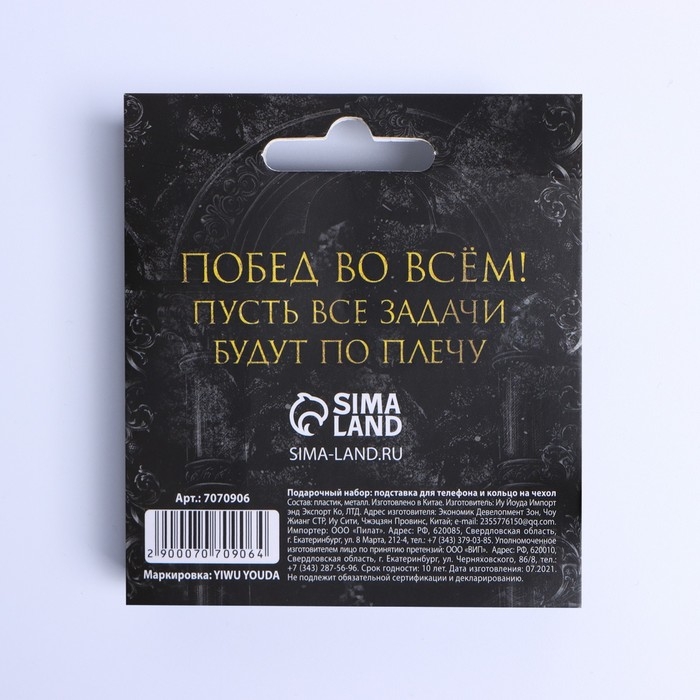 ПОБЕД ВО ВСЁМ!
ПУСТЬ ВСЕ ЗАДАЧИ
БУДУТ ПО ПЛЕЧУ
SIMA
LAND
SIMA-LAND.RU
Арт.: 7070906
2 900070 709064
Маркировка: YIWU YOUDA
Подарочный набор: подставка для телефона и кольцо на чехол
Состав: пластик, металл. Изготовлено в Китае. Изготовитель: Иу Йоуда Импорт
энд Экспорт Ко, ЛТД. Адрес изготовителя: Экономик Девелопмент Зон, Чоу
Жианг СТР, Иу Сити, Чжэцзян Провинс, Китай; e-mail: 2355776150@qq.com.
Импортер: ООО «Пилат». Адрес: РФ, 620085, Свердловская область,
г. Екатеринбург, ул. 8 Марта, 212-4, тел.: +7 (343) 379-03-85. Уполномоченное
изготовителем лицо по принятию претензий: ООО «ВИП». Адрес: РФ, 620010,
Свердловская область, г. Екатеринбург, ул. Черняховского, 86/8, тел.:
+7 (343) 287-56-96. Срок годности: 10 лет. Дата изготовления: 07.2021.
Не подлежит обязательной сертификации и декларированию.